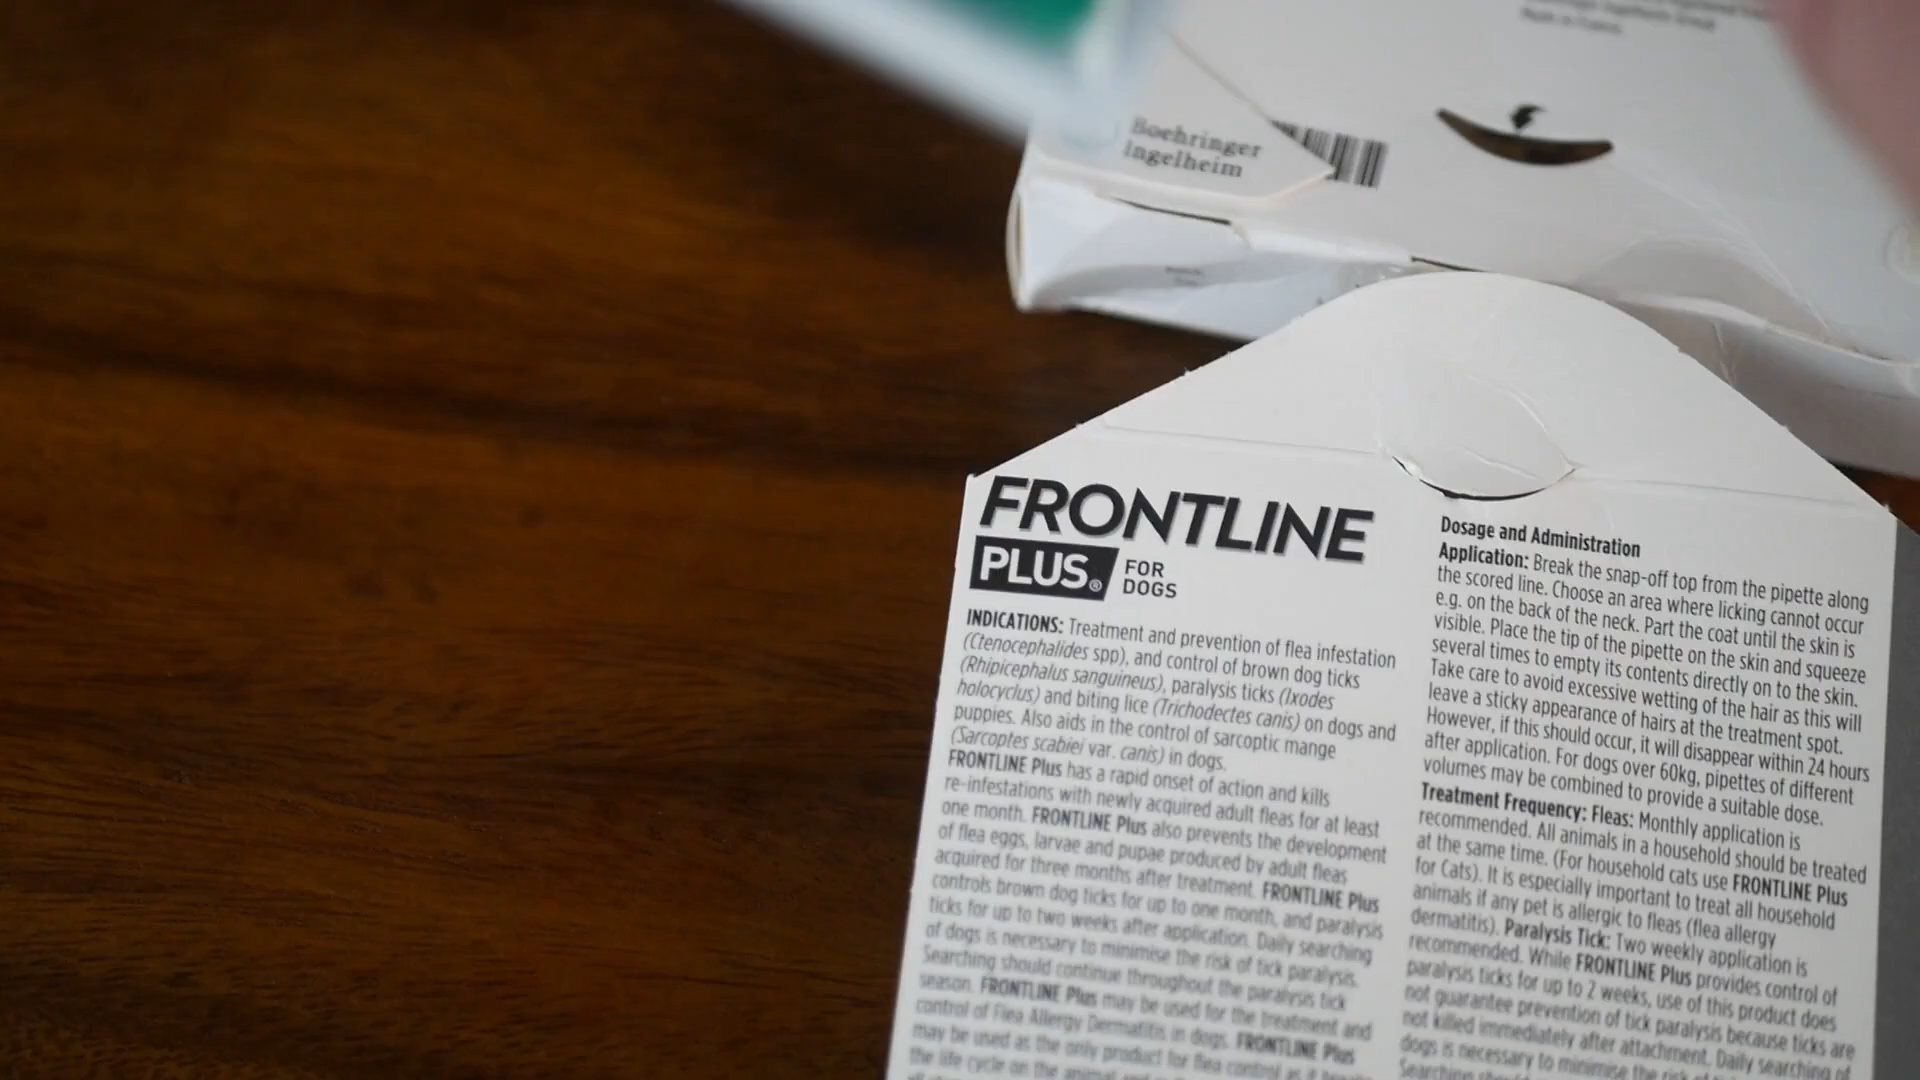 Boehringer
Ingelheim
FRONTLINE
PLUS® FOR
DOGS
INDICATIONS: Treatment and prevention of flea infestation
(Ctenocephalides spp), and control of brown dog ticks
(Rhipicephalus sanguineus), paralysis ticks (Ixodes
holocyclus) and biting lice (Trichodectes canis) on dogs and
puppies. Also aids in the control of sarcoptic mange
(Sarcoptes scabiei var. canis) in dogs.
FRONTLINE Plus has a rapid onset of action and kills
re-infestations with newly acquired adult fleas for at least
one month. FRONTLINE Plus also prevents the development
of flea eggs, larvae and pupae produced by adult fleas
acquired for three months after treatment. FRONTLINE Plus
controls brown dog ticks for up to one month, and paralysis
ticks for up to two weeks after application. Daily searching
of dogs is necessary to minimise the risk of tick paralysis.
Searching should continue throughout the paralysis tick
season. FRONTLINE Plus may be used for the treatment and
control of Flea Allergy Dermatitis in dogs. FRONTLINE Plus
may be used as the only product for flea control as it breaks
the life cycle on the animal and
Dosage and Administration
Application: Break the snap-off top from the pipette along
the scored line. Choose an area where licking cannot occur
e.g. on the back of the neck. Part the coat until the skin is
visible. Place the tip of the pipette on the skin and squeeze
several times to empty its contents directly on to the skin.
Take care to avoid excessive wetting of the hair as this will
leave a sticky appearance of hairs at the treatment spot.
However, if this should occur, it will disappear within 24 hours
after application. For dogs over 60kg, pipettes of different
volumes may be combined to provide a suitable dose.
Treatment Frequency: Fleas: Monthly application is
recommended. All animals in a household should be treated
at the same time. (For household cats use FRONTLINE Plus
for Cats). It is especially important to treat all household
animals if any pet is allergic to fleas (flea allergy
dermatitis). Paralysis Tick: Two weekly application is
recommended. While FRONTLINE Plus provides control of
paralysis ticks for up to 2 weeks, use of this product does
not guarantee prevention of tick paralysis because ticks are
not killed immediately after attachment. Daily searching of
dogs is necessary to minimise the risk of
Searching should